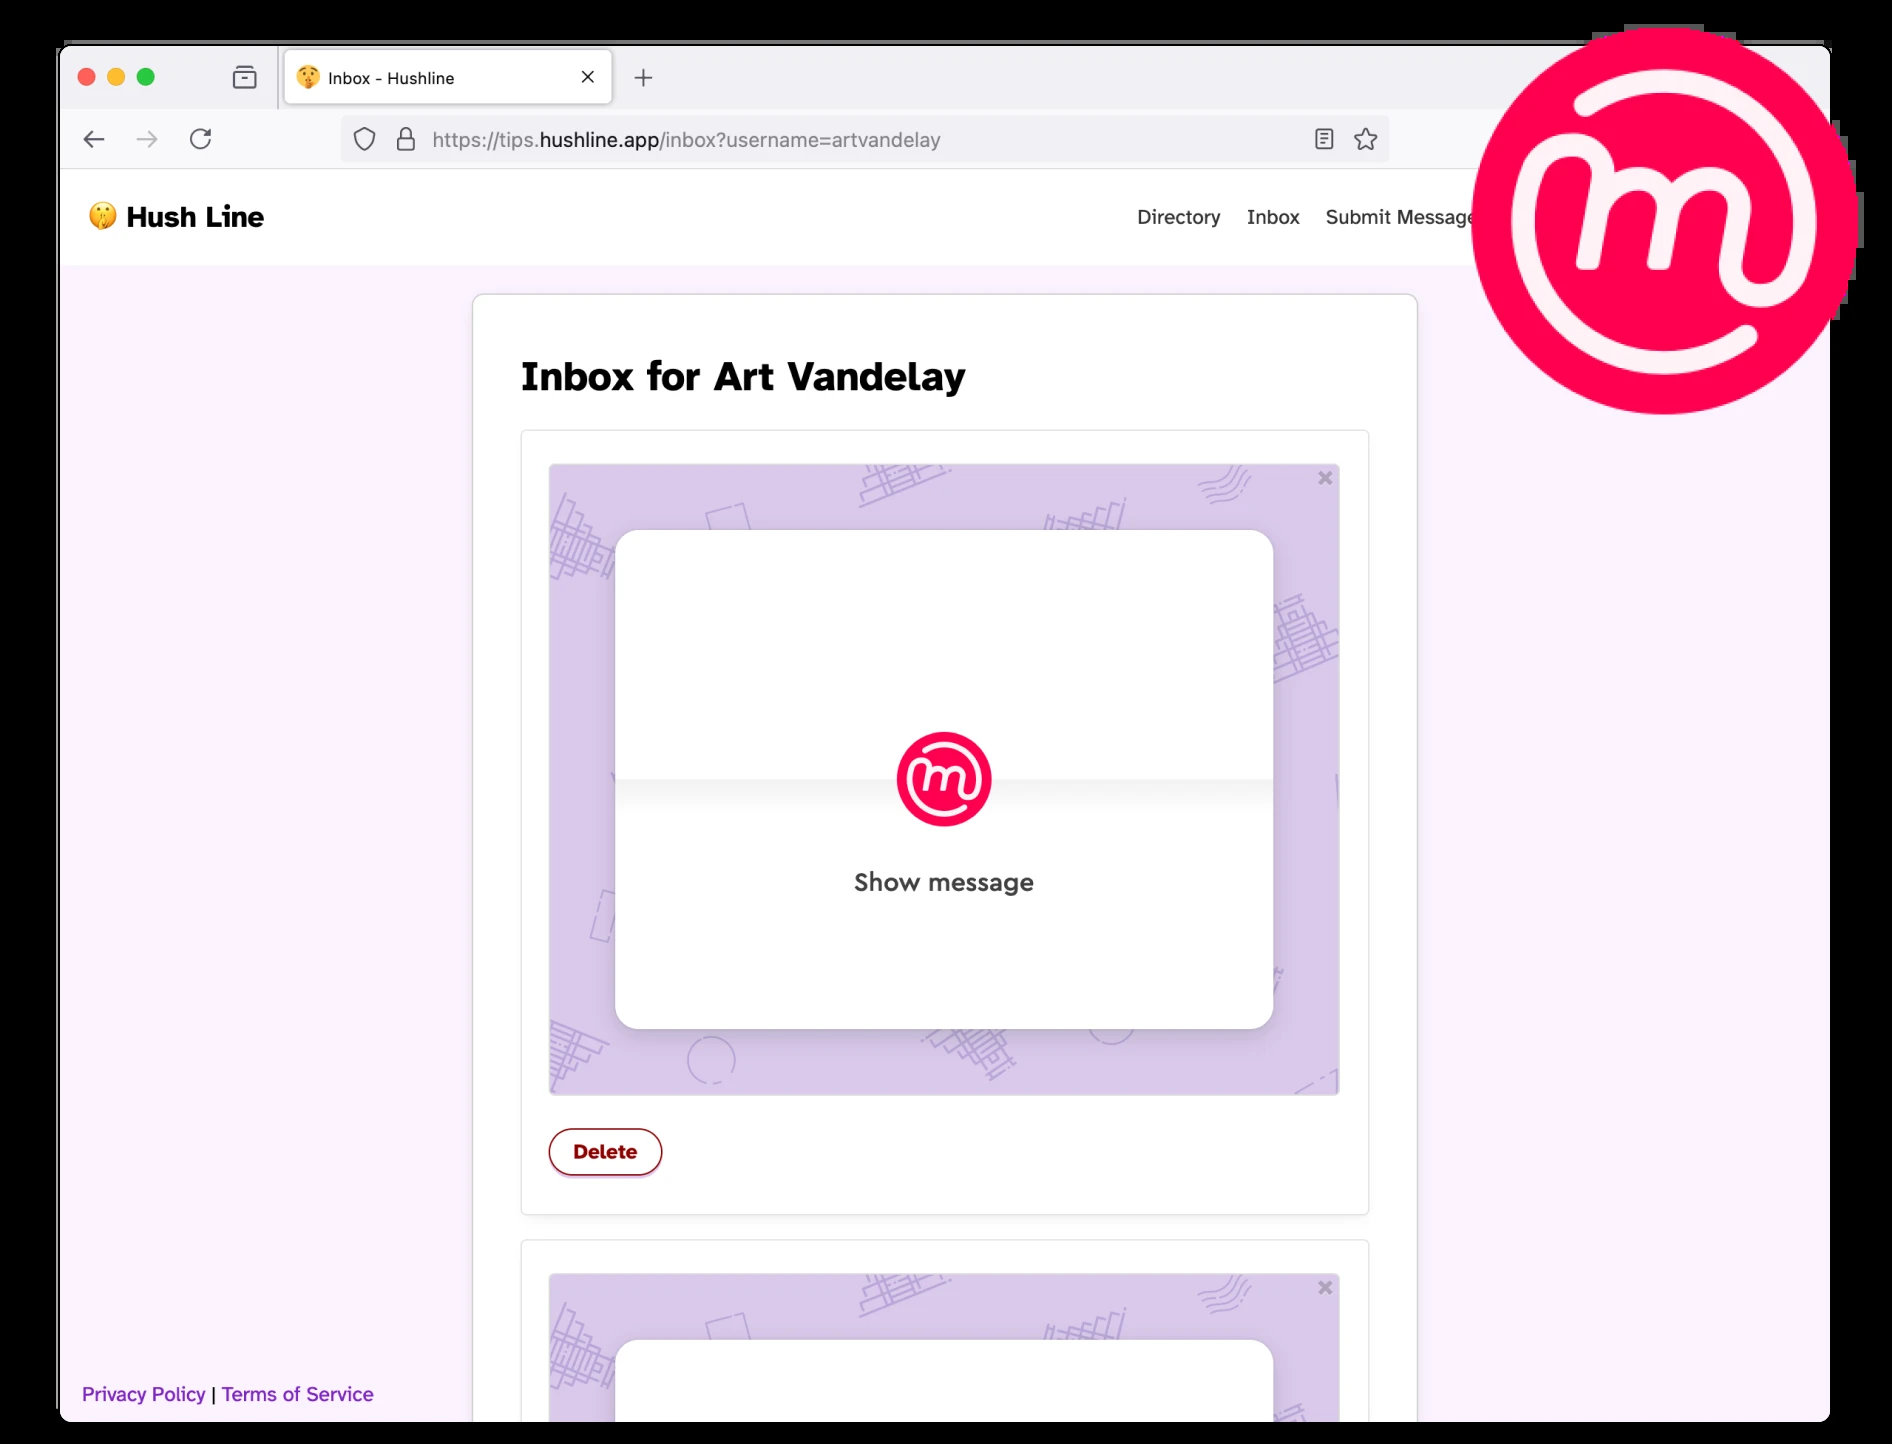 Inbox - Hushline
https://tips.hushline.app/inbox?username=artvandelay
Hush Line
Directory Inbox Submit Message
Inbox for Art Vandelay
m
m
Show message
Delete
Privacy Policy | Terms of Service